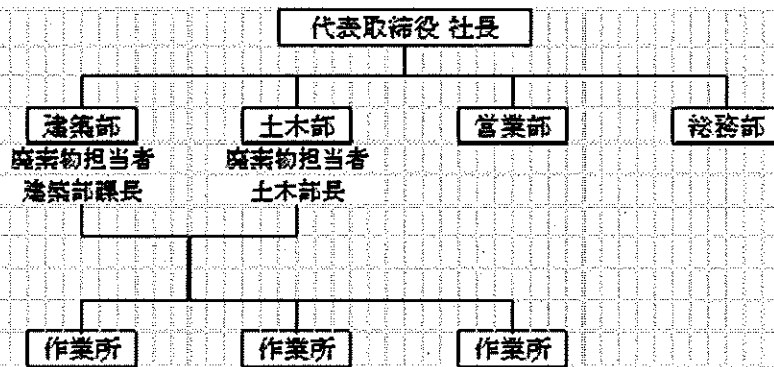 代表取締役 社長
建築部
土木部
営業部
総務部
廃棄物担当者
廃棄物担当者
建築部課長
土木部長
作業所
作業所
作業所